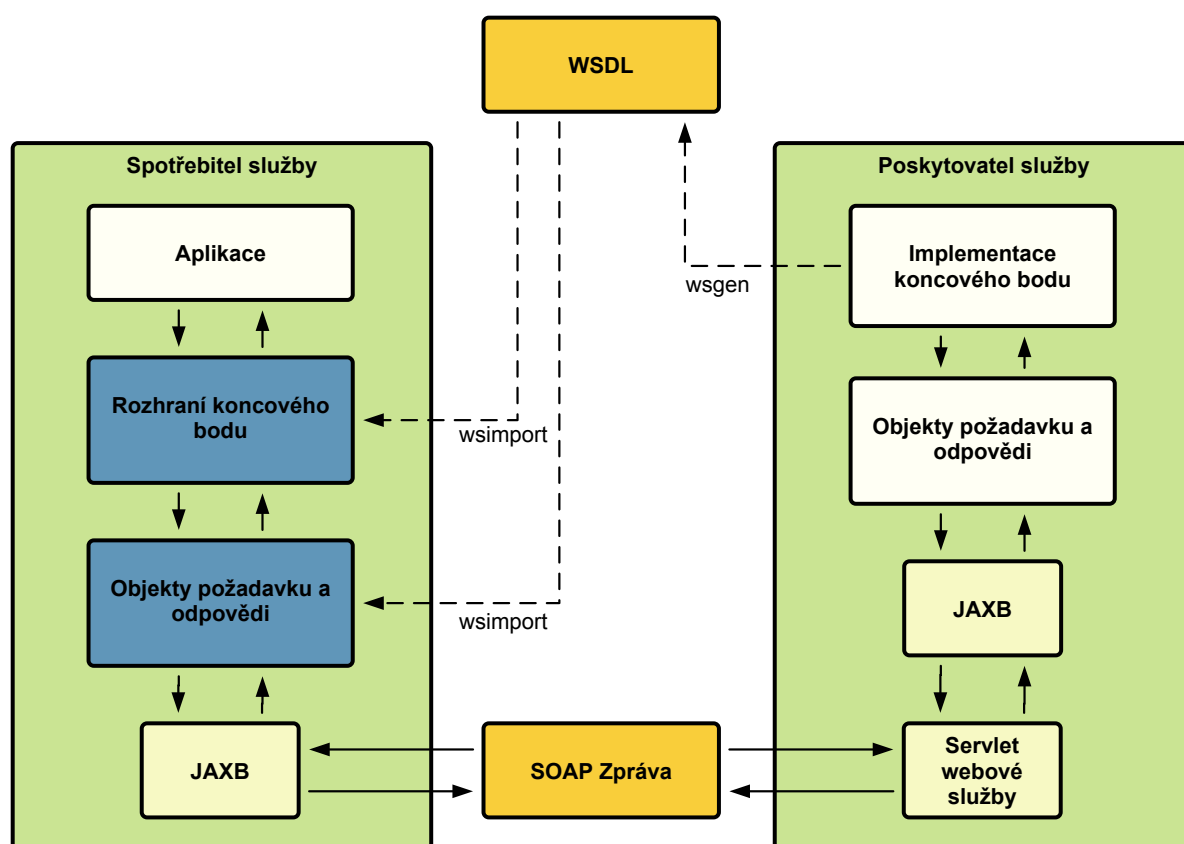 WSDL
Spotřebitel služby
Aplikace
Rozhraní koncového
bodu
Objekty požadavku a
odpovědi
JAXB
wsimport
wsimport
wsgen
SOAP Zpráva
Poskytovatel služby
Implementace
koncového bodu
Objekty požadavku a
odpovědi
JAXB
Servlet
webové
služby